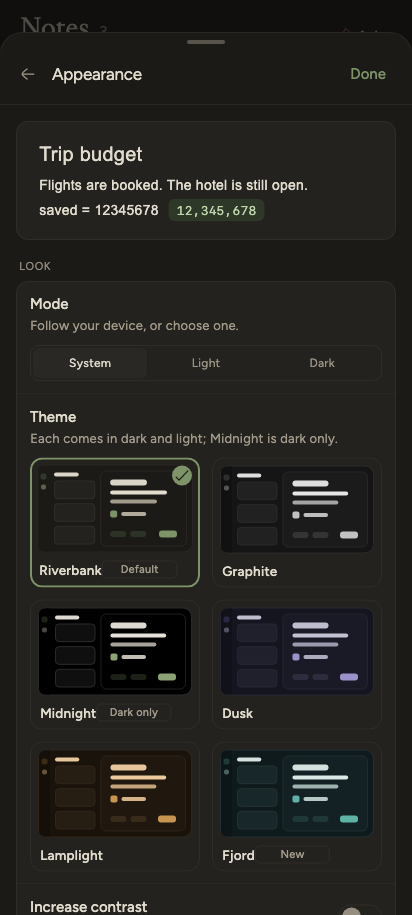 Notes 3
Appearance
Done
Trip budget
Flights are booked. The hotel is still open.
saved = 12345678 12,345,678
LOOK
Mode
Follow your device, or choose one.
System Light Dark
Theme
Each comes in dark and light; Midnight is dark only.
Riverbank Default
Graphite
Midnight Dark only
Dusk
Lamplight
Fjord New
Increase contrast